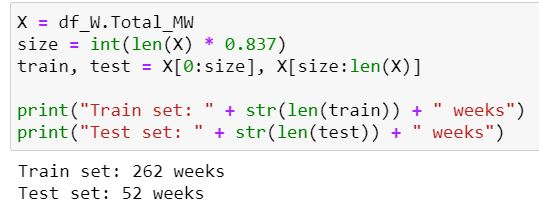 X = df_W.Total_MW
size = int(len(X) * 0.837)
train, test = X[0:size], X[size:len(X)]
print("Train set: " + str(len(train)) + " weeks")
print("Test set: " + str(len(test)) + " weeks")
Train set: 262 weeks
Test set: 52 weeks